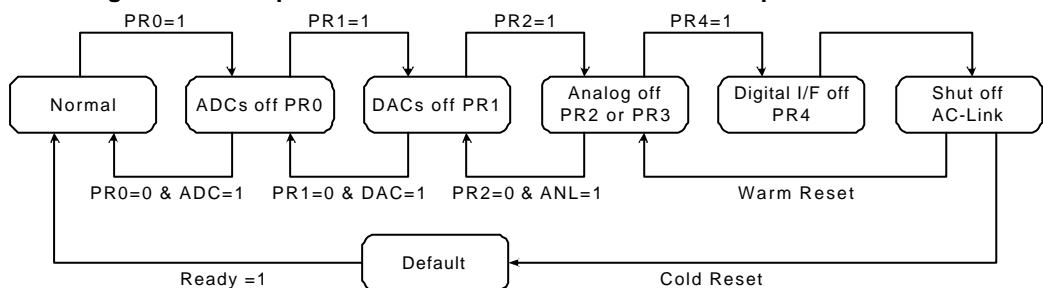 PR0=1
PR1=1
PR2=1
PR4=1
Normal
ADCs off PR0
DACs off PR1
Analog off
PR2 or PR3
Digital I/F off
PR4
Shut off
AC-Link
PR0=0 & ADC=1
PR1=0 & DAC=1
PR2=0 & ANL=1
Warm Reset
Default
Ready =1
Cold Reset